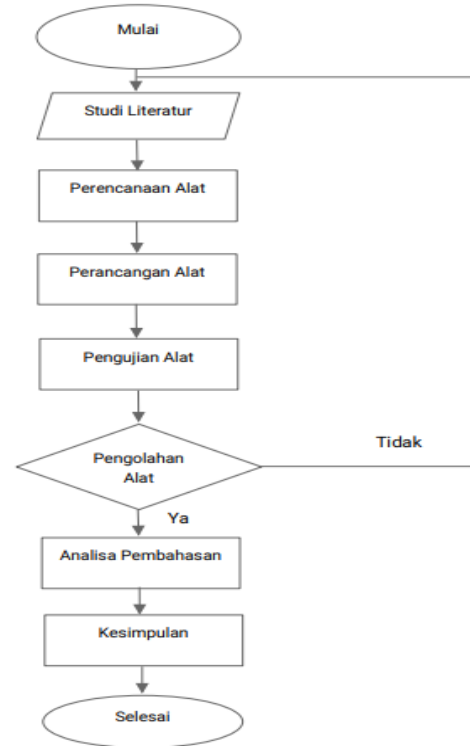 Mulai
Studi Literatur
Perencanaan Alat
Perancangan Alat
Pengujian Alat
Pengolahan
Alat
Tidak
Ya
Analisa Pembahasan
Kesimpulan
Selesai